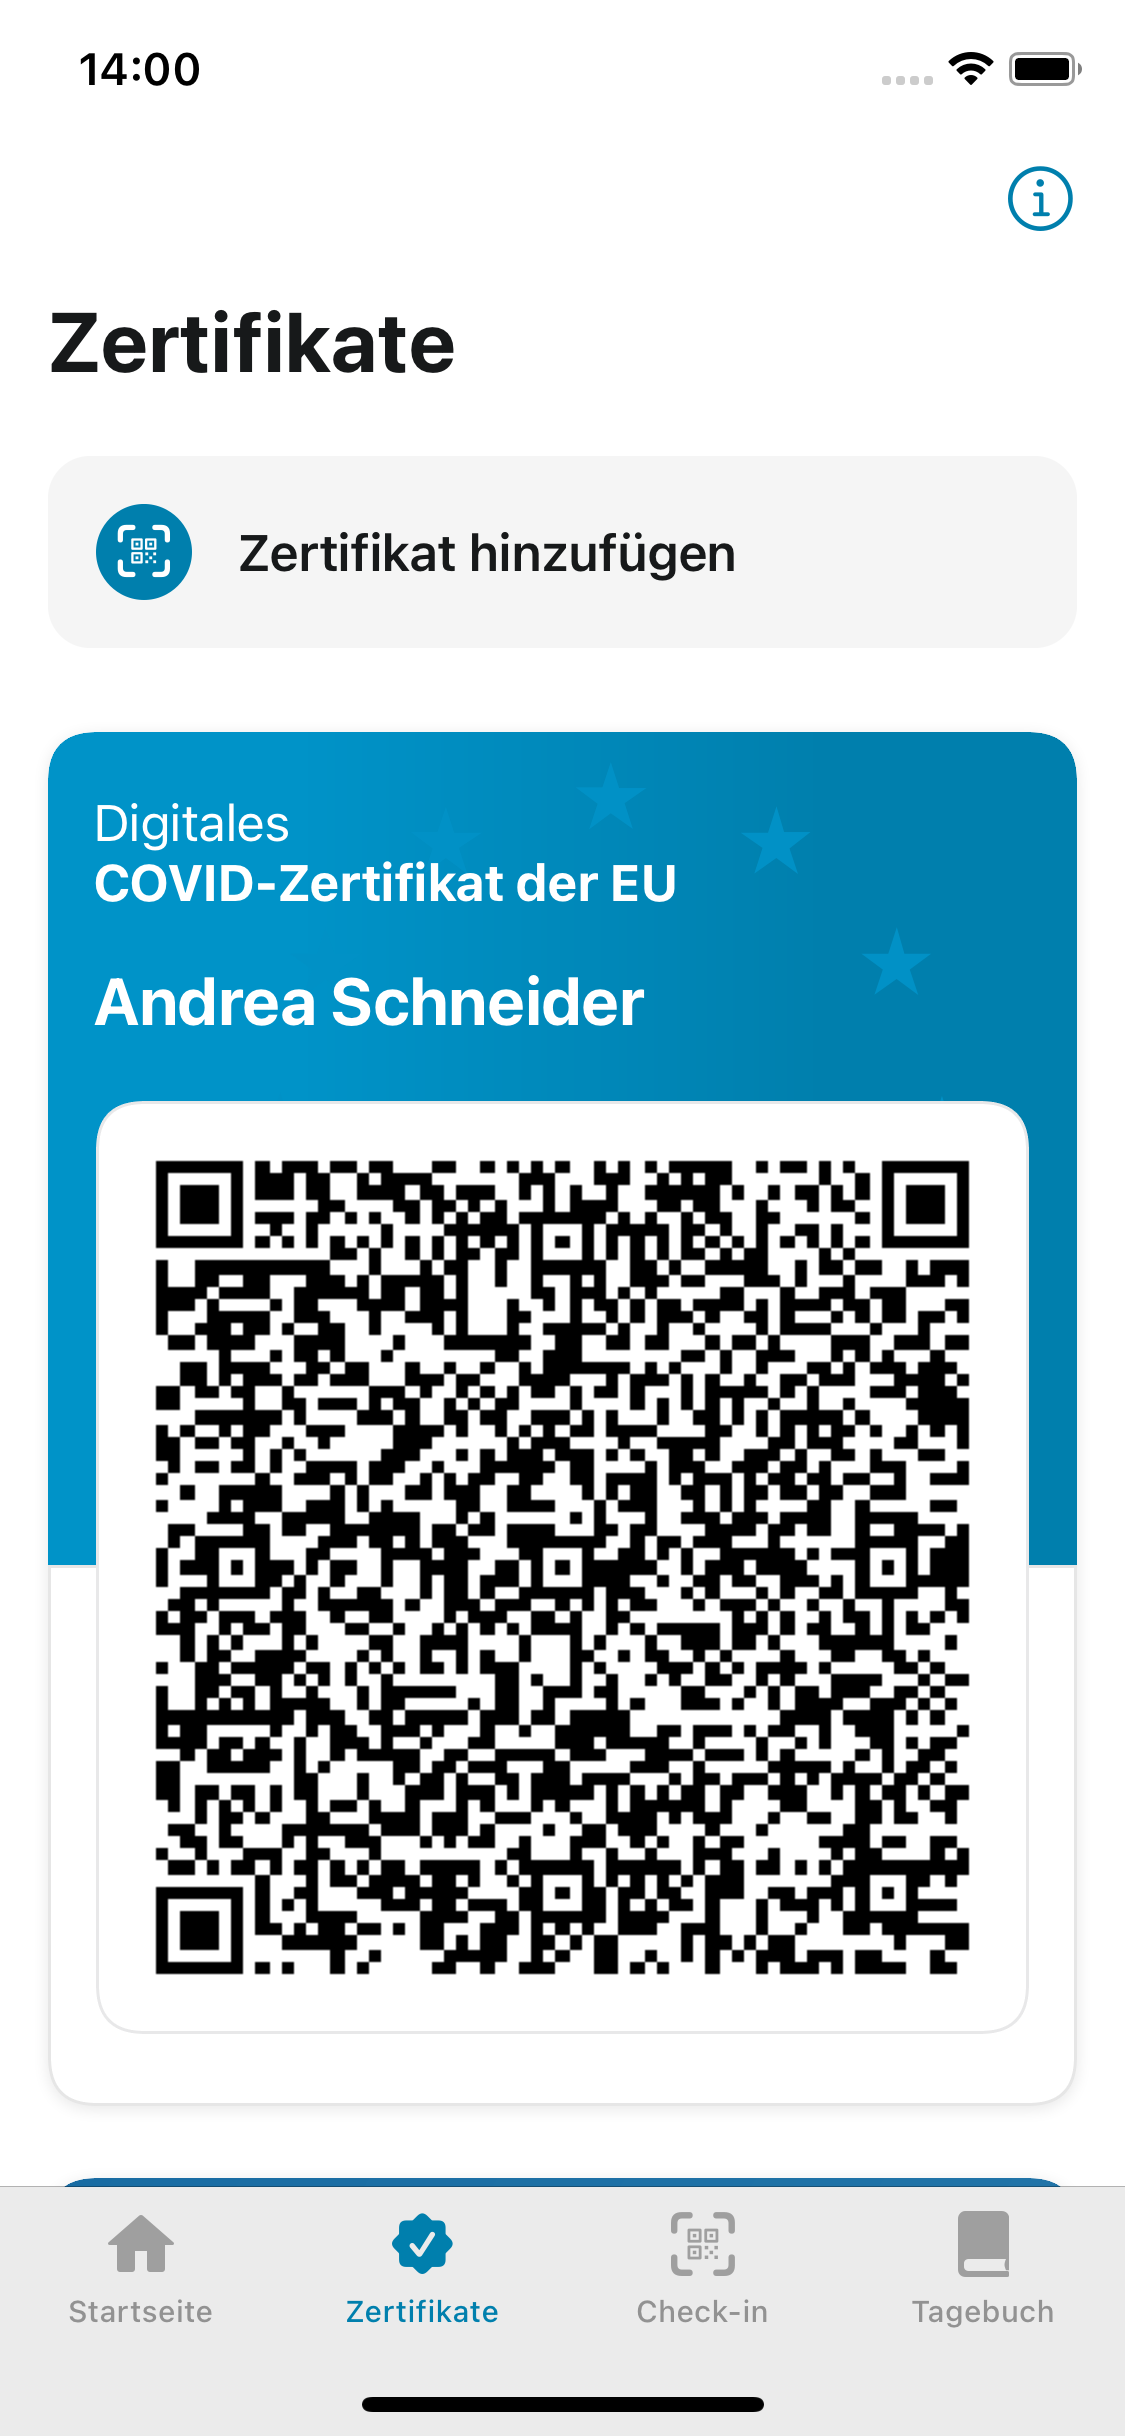 14:00
Zertifikate
Zertifikat hinzufügen
Digitales
COVID-Zertifikat der EU
Andrea Schneider
Startseite
Zertifikate
Check-in
Tagebuch